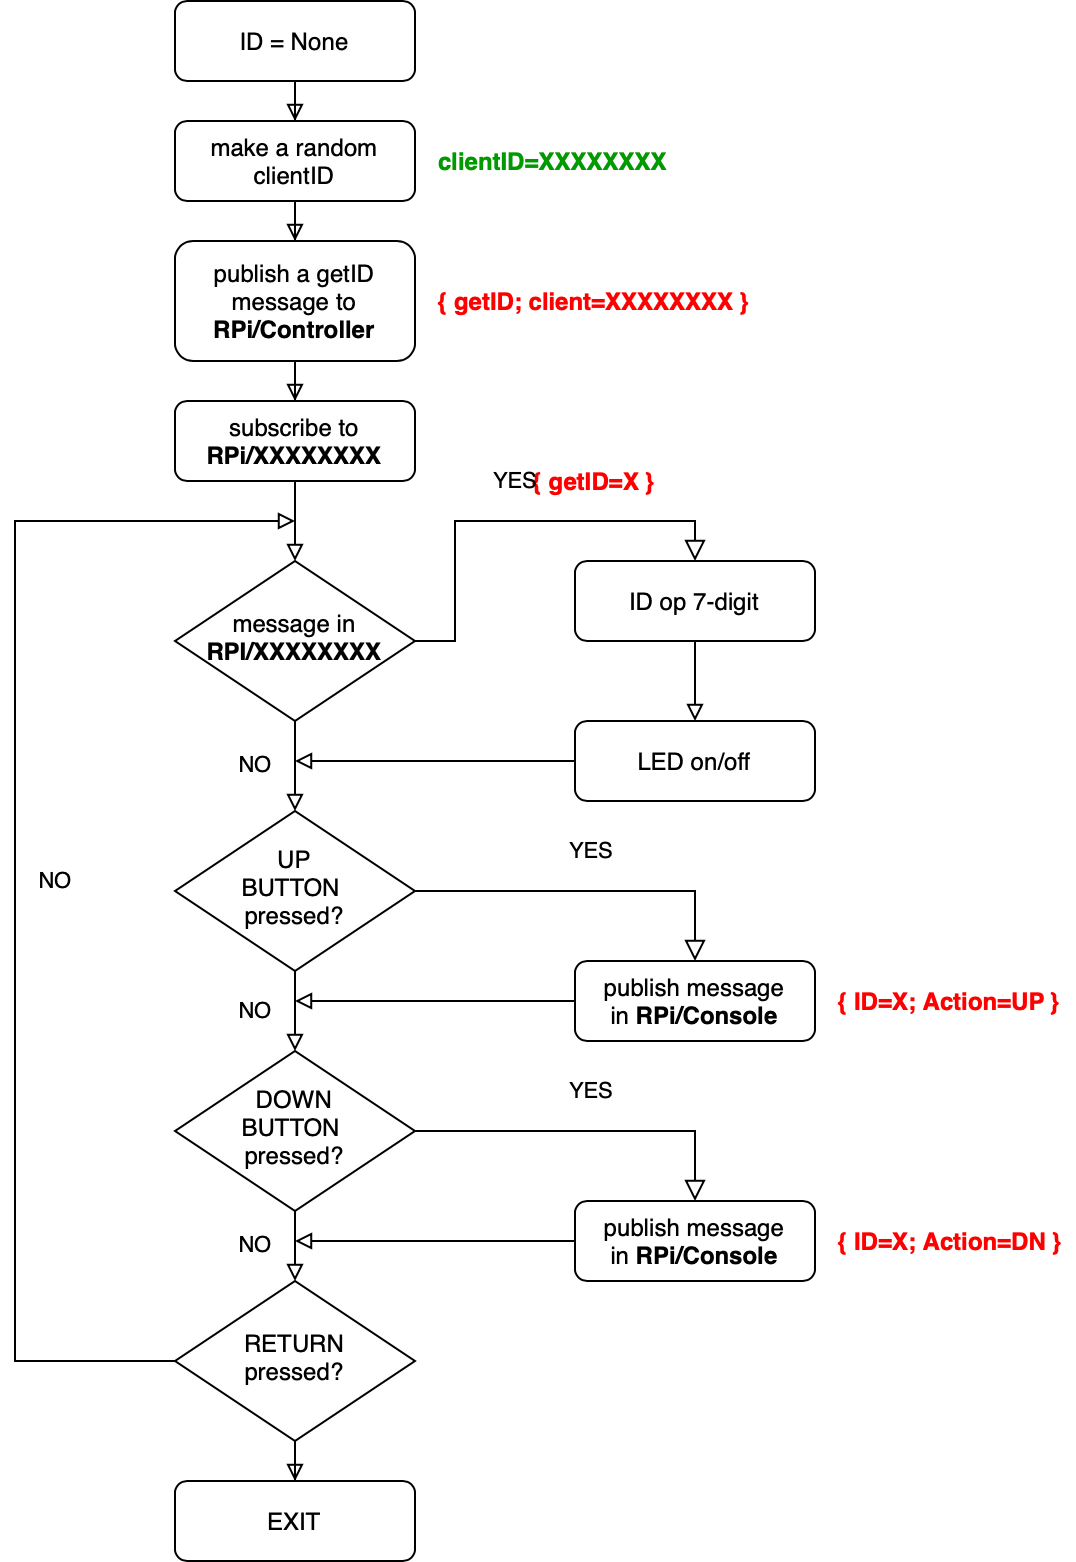 ID = None
make a random
clientID
clientID=XXXXXXXX
publish a getID
message to
RPi/Controller
{ getID; client=XXXXXXXX }
subscribe to
RPi/XXXXXXXX
YES
{ getID=X }
message in
RPI/XXXXXXXX
ID op 7-digit
NO
LED on/off
UP
BUTTON
pressed?
YES
NO
publish message
in RPi/Console
{ ID=X; Action=UP }
NO
DOWN
BUTTON
pressed?
YES
publish message
in RPi/Console
{ ID=X; Action=DN }
NO
RETURN
pressed?
EXIT